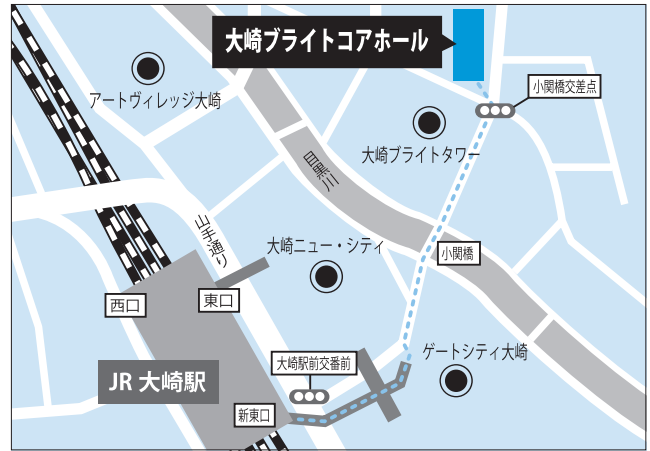 大崎ブライトコアホール
アートヴィレッジ大崎
小関橋交差点
大崎ブライトタワー
目黒川
山手通り
大崎ニュー・シティ
小関橋
西口
東口
大崎駅前交番前
ゲートシティ大崎
JR 大崎駅
新東口